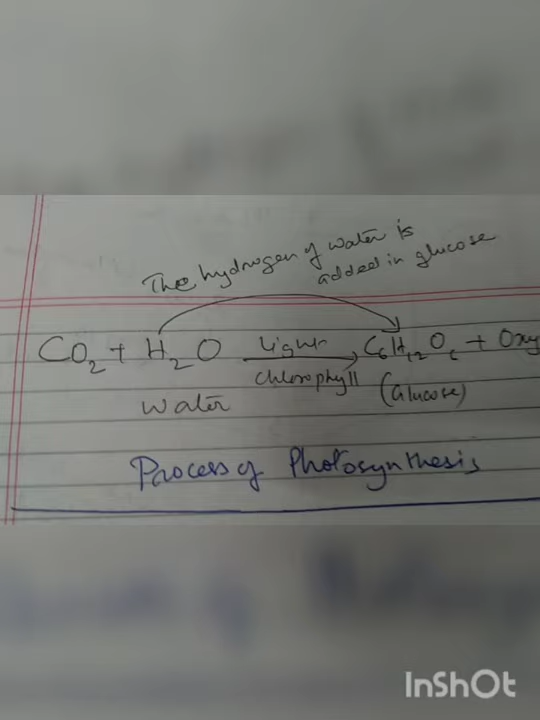 The hydrogen of water is
added in glucose
CO2 + H2O Light C6H12O6 + Oxy
chlorophyll (Glucose)
water
Process of Photosynthesis
InShOt